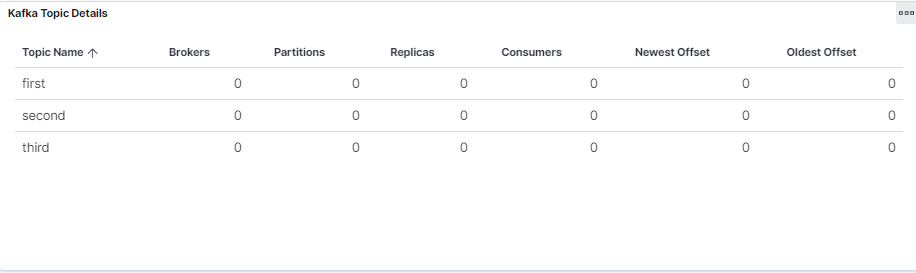 Kafka Topic Details
Topic Name ↑ Brokers Partitions Replicas Consumers Newest Offset Oldest Offset
first 0 0 0 0 0 0
second 0 0 0 0 0 0
third 0 0 0 0 0 0